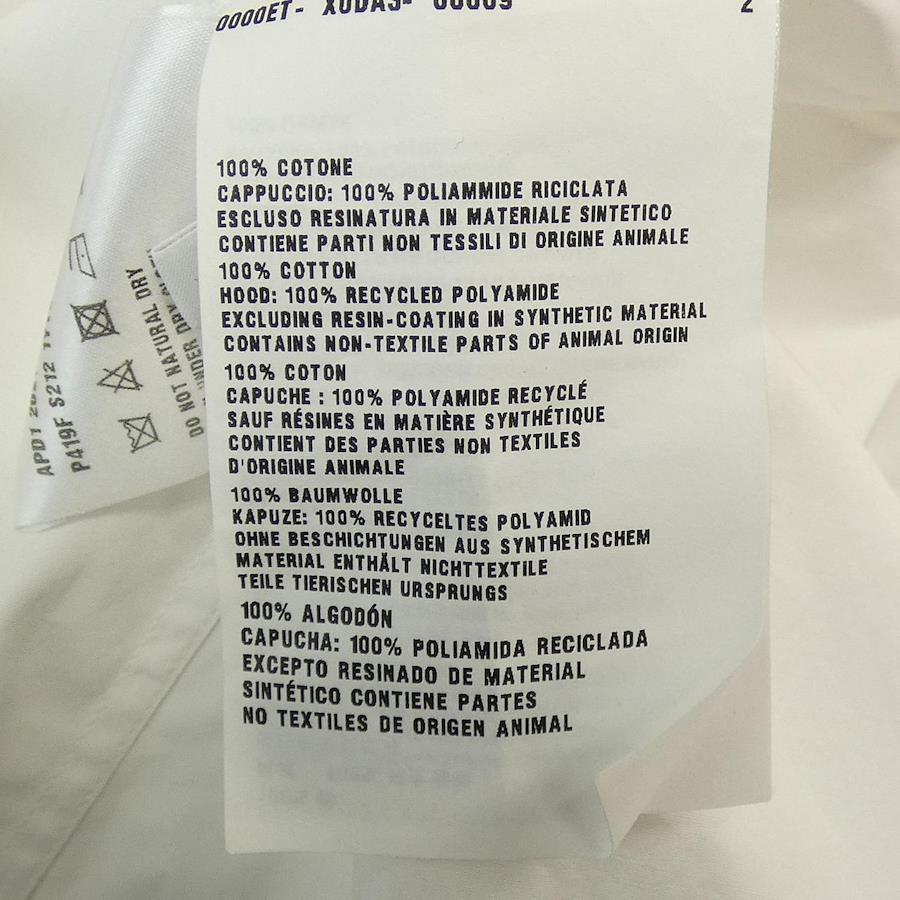 100% COTONE
CAPPUCCIO: 100% POLIAMMIDE RICICLATA
ESCLUSO RESINATURA IN MATERIALE SINTETICO
CONTIENE PARTI NON TESSILI DI ORIGINE ANIMALE
100% COTTON
HOOD: 100% RECYCLED POLYAMIDE
EXCLUDING RESIN-COATING IN SYNTHETIC MATERIAL
CONTAINS NON-TEXTILE PARTS OF ANIMAL ORIGIN
100% COTON
CAPUCHE : 100% POLYAMIDE RECYCLÉ
SAUF RÉSINES EN MATIÈRE SYNTHÉTIQUE
CONTIENT DES PARTIES NON TEXTILES
D'ORIGINE ANIMALE
100% BAUMWOLLE
KAPUZE: 100% RECYCELTES POLYAMID
OHNE BESCHICHTUNGEN AUS SYNTHETISCHEM
MATERIAL ENTHÄLT NICHTTEXTILE
TEILE TIERISCHEN URSPRUNGS
100% ALGODÓN
CAPUCHA: 100% POLIAMIDA RECICLADA
EXCEPTO RESINADO DE MATERIAL
SINTÉTICO CONTIENE PARTES
NO TEXTILES DE ORIGEN ANIMAL
APD1
P419F S212
DO NOT NATURAL DRY
UNDER DRY